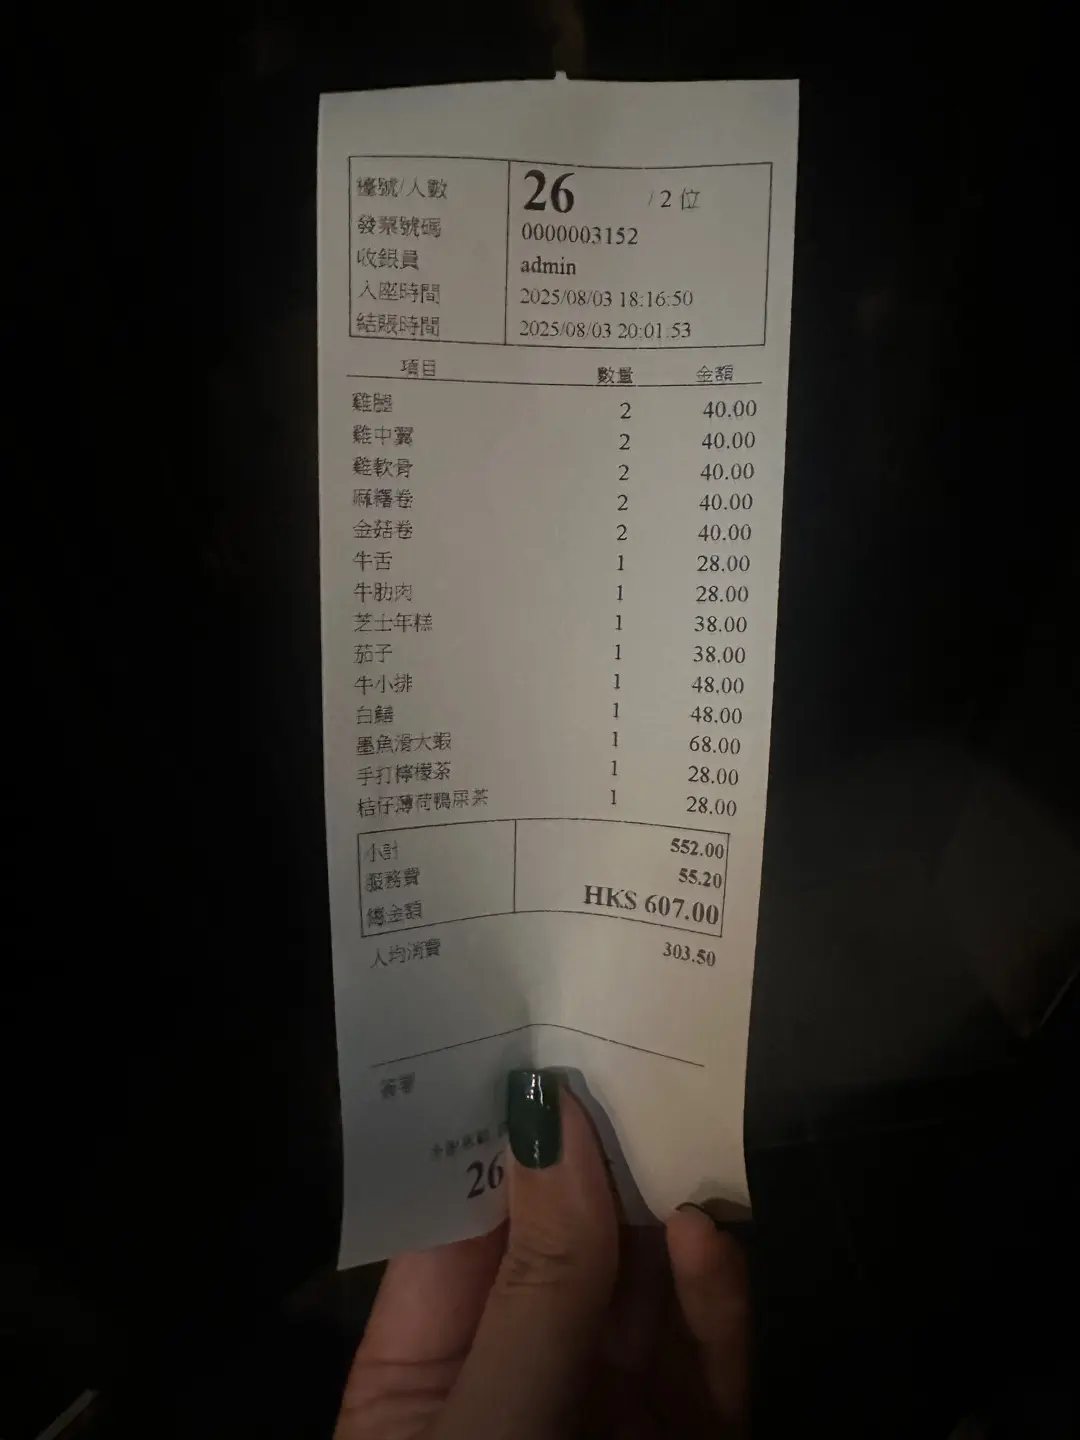 檯號/人數 26 / 2 位
發票號碼 0000003152
收銀員 admin
入座時間 2025/08/03 18:16:50
結賬時間 2025/08/03 20:01:53
項目 數量 金額
雞腿 2 40.00
雞中翼 2 40.00
雞軟骨 2 40.00
麻糬卷 2 40.00
金菇卷 2 40.00
牛舌 1 28.00
牛肋肉 1 28.00
芝士年糕 1 38.00
茄子 1 38.00
牛小排 1 48.00
白鱔 1 48.00
墨魚滑大蝦 1 68.00
手打檸檬茶 1 28.00
桔仔薄荷鴨屎茶 1 28.00
小計 552.00
服務費 55.20
總金額 HK$ 607.00
人均消費 303.50
簽署
26